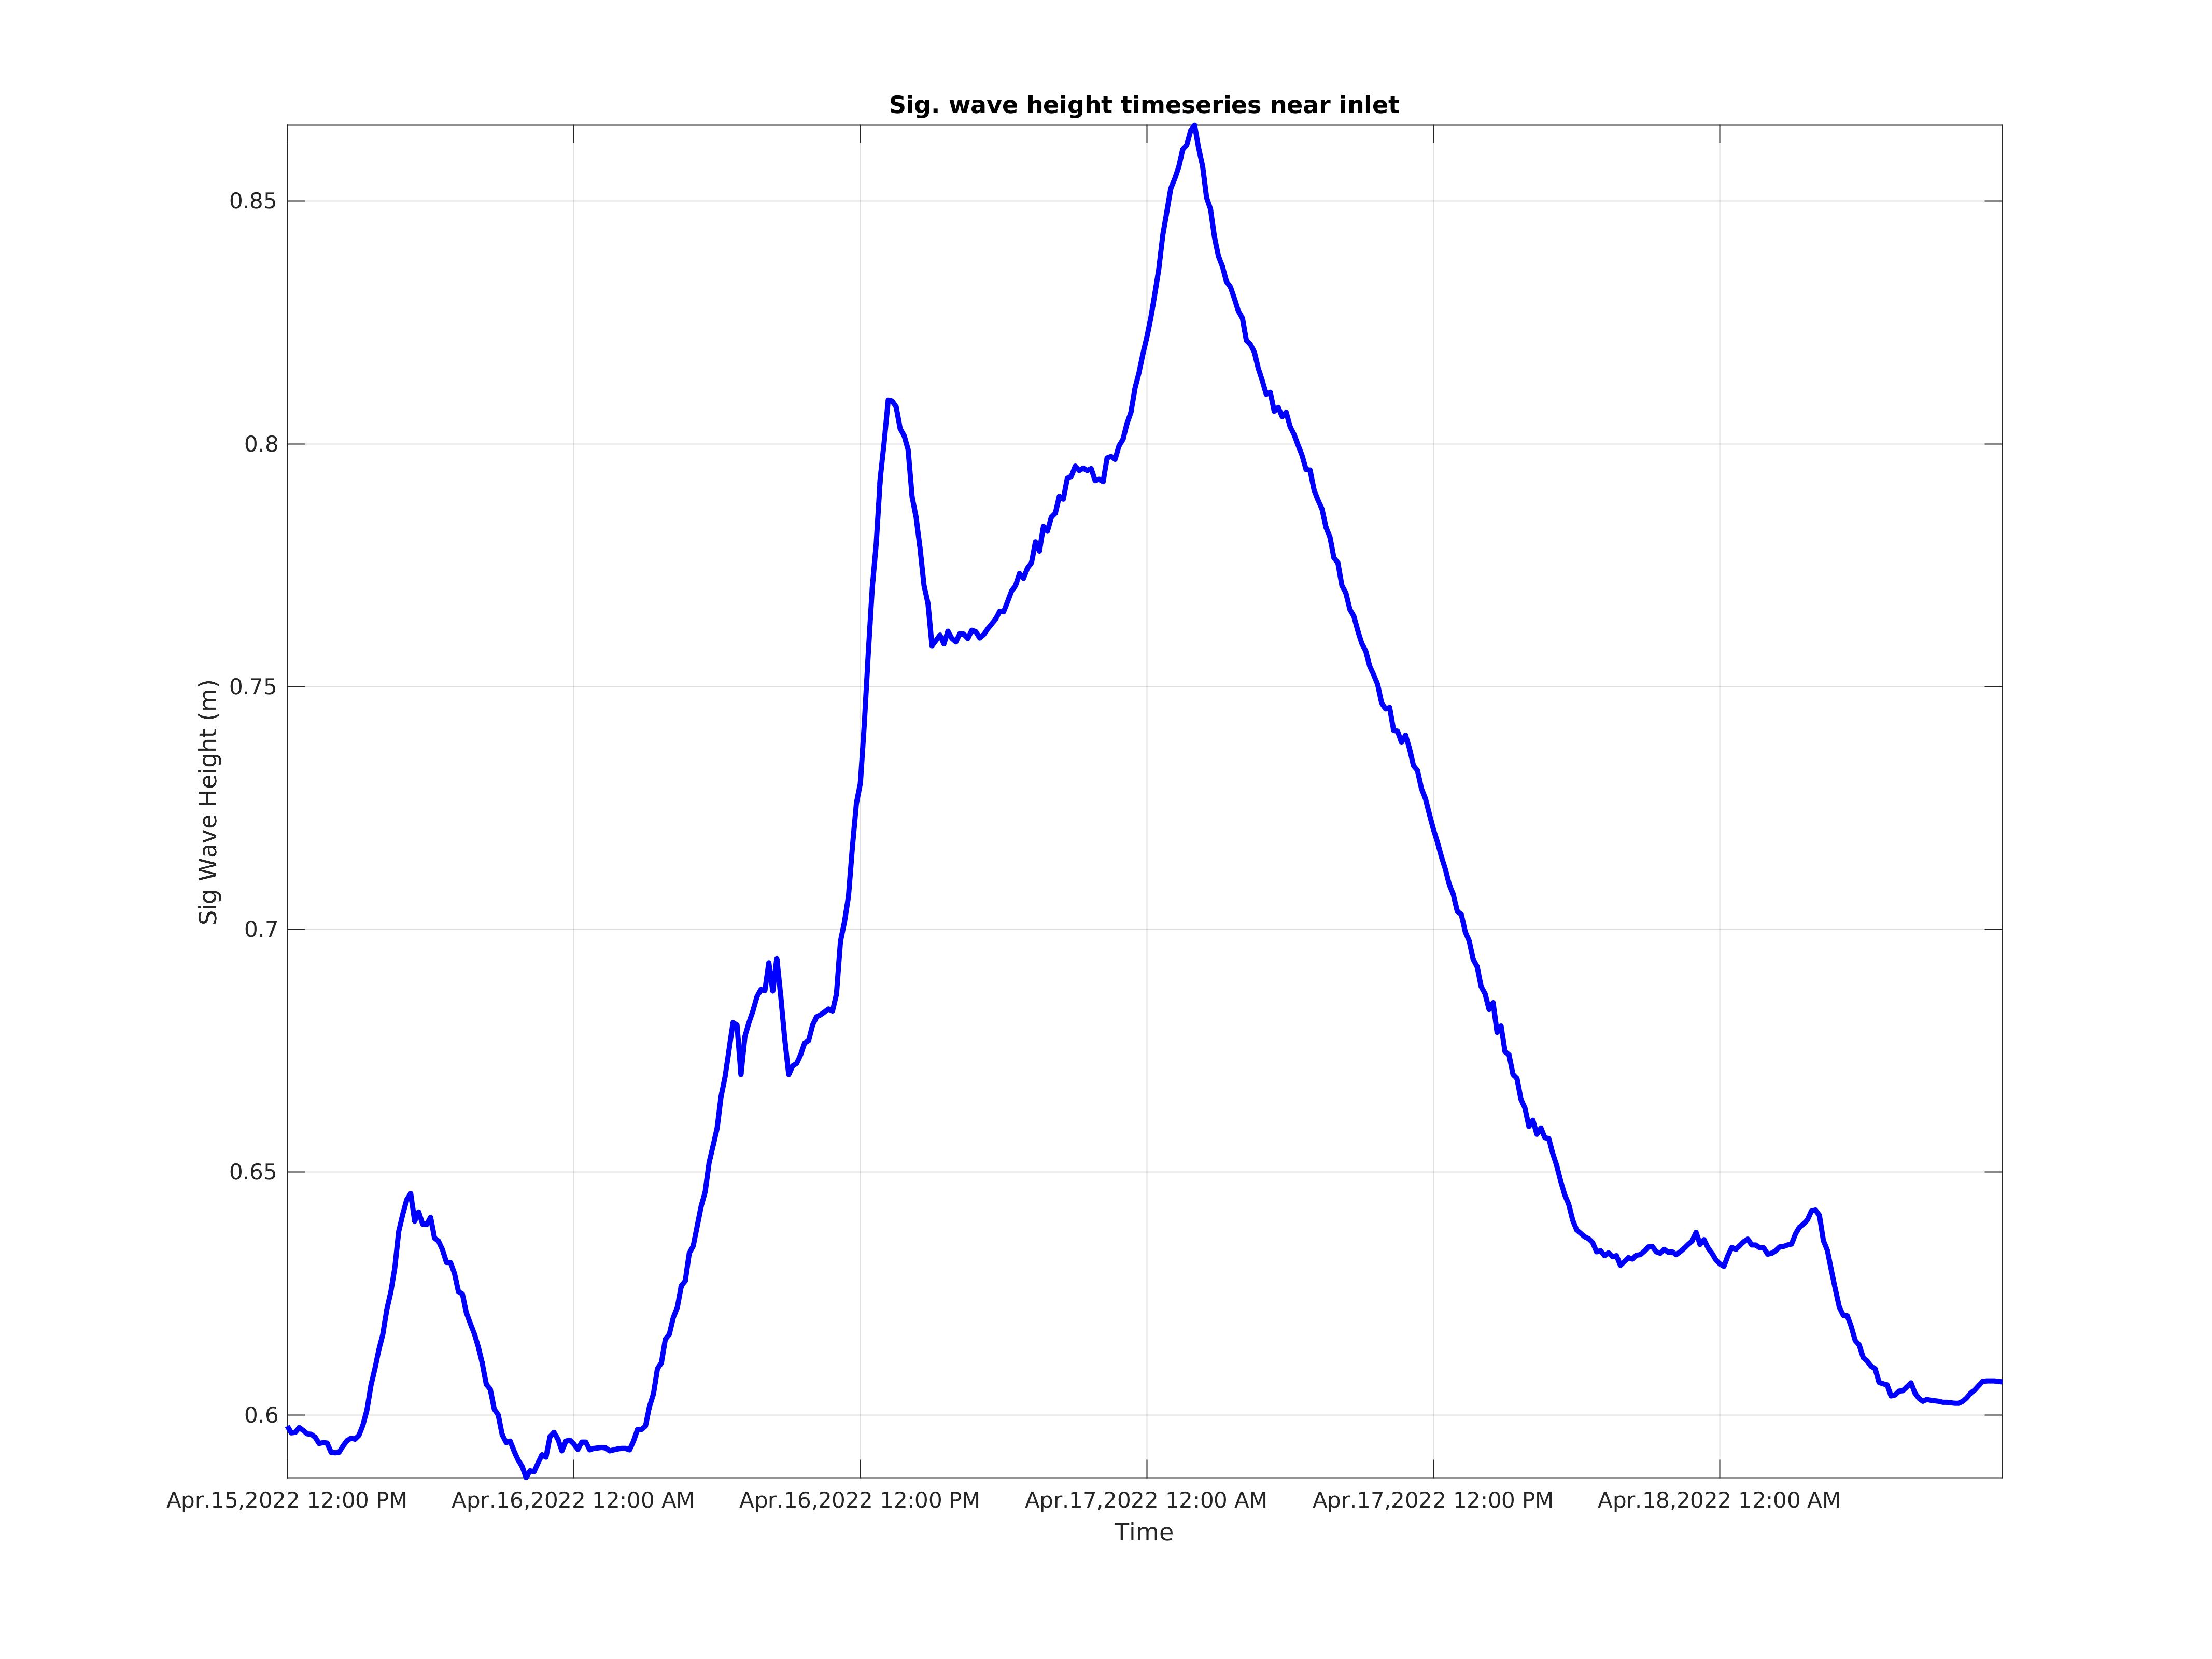 Sig. wave height timeseries near inlet
0.85
0.8
0.75
0.7
0.65
0.6
Sig Wave Height (m)
Apr.15,2022 12:00 PM
Apr.16,2022 12:00 AM
Apr.16,2022 12:00 PM
Apr.17,2022 12:00 AM
Apr.17,2022 12:00 PM
Apr.18,2022 12:00 AM
Time